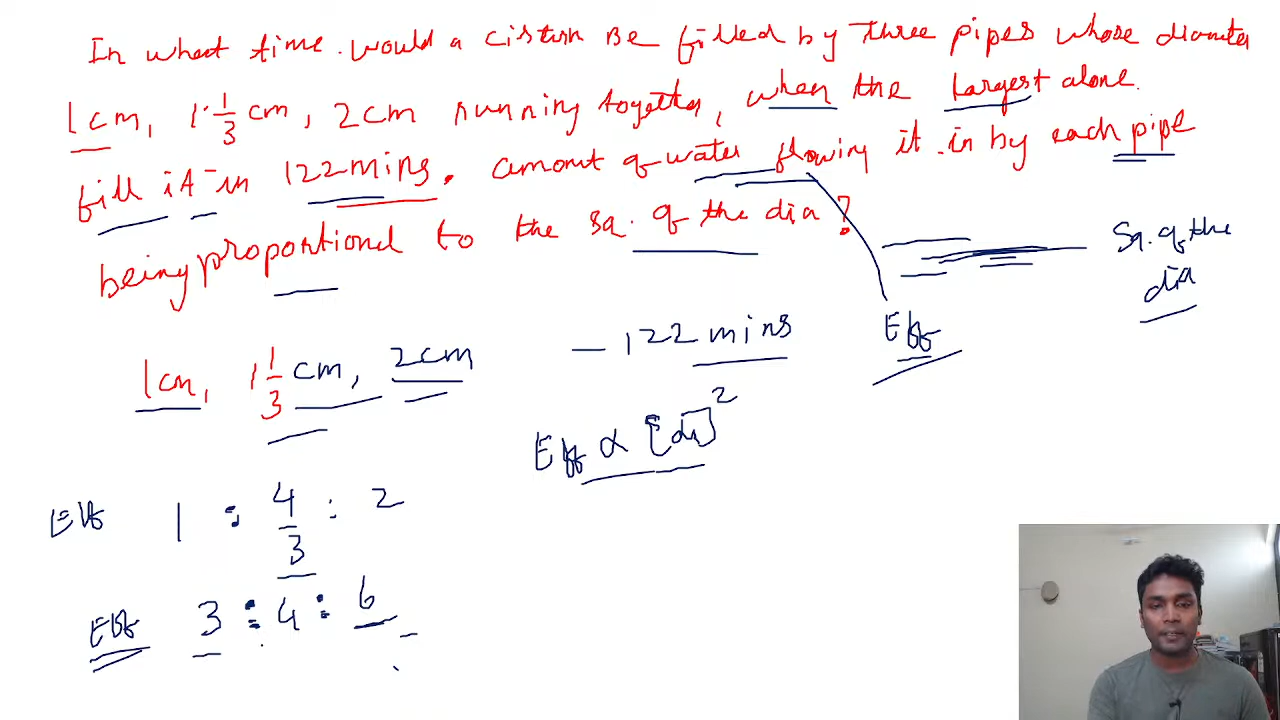 In what time would a cistern Be filled by three pipes whose diameter
1cm, 1 1/3 cm, 2cm running together, when the largest alone.
fill it in 122 mins. amount of water flowing it in by each pipe
being proportional to the sq. of the dia?
Sq. of the
dia
1cm, 1 1/3 cm, 2cm - 122 mins
Eff
Eff ∝ [di]²
Eff 1 : 4/3 : 2
Eff 3 : 4 : 6